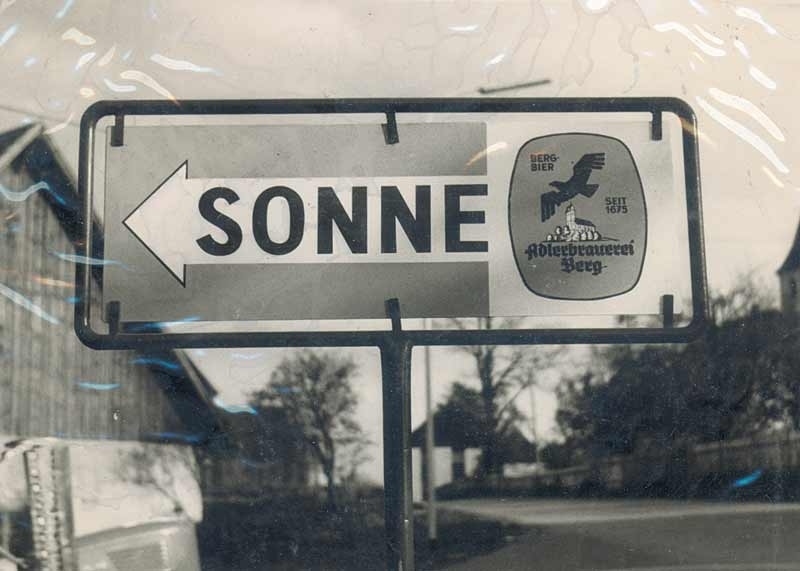 SONNE
BERG-
BIER
SEIT
1675
Adlerbrauerei
Berg